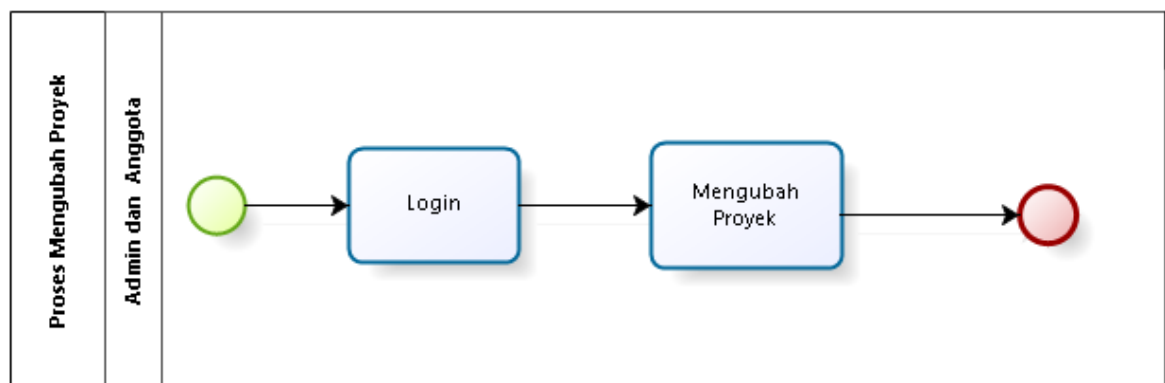 Proses Mengubah Proyek
Admin dan Anggota
Login
Mengubah
Proyek